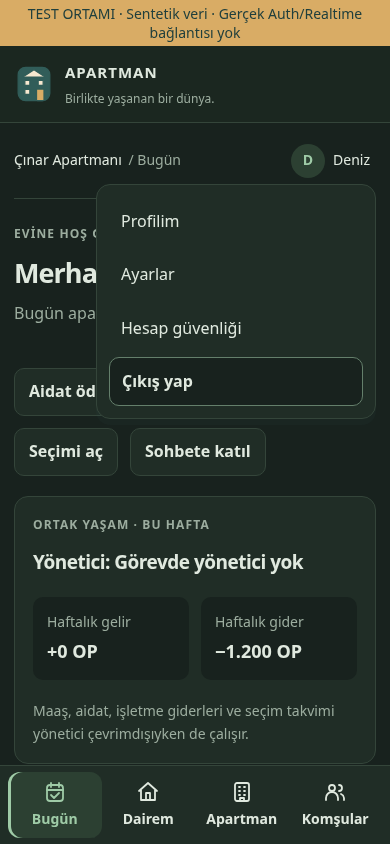 TEST ORTAMI · Sentetik veri · Gerçek Auth/Realtime
bağlantısı yok
APARTMAN
Birlikte yaşanan bir dünya.
Çınar Apartmanı / Bugün
D Deniz
EVİNE HOŞ
Merha
Bugün apa
Profilim
Ayarlar
Hesap güvenliği
Çıkış yap
Aidat öd
Seçimi aç
Sohbete katıl
ORTAK YAŞAM · BU HAFTA
Yönetici: Görevde yönetici yok
Haftalık gelir
+0 OP
Haftalık gider
−1.200 OP
Maaş, aidat, işletme giderleri ve seçim takvimi
yönetici çevrimdışıyken de çalışır.
Bugün
Dairem
Apartman
Komşular